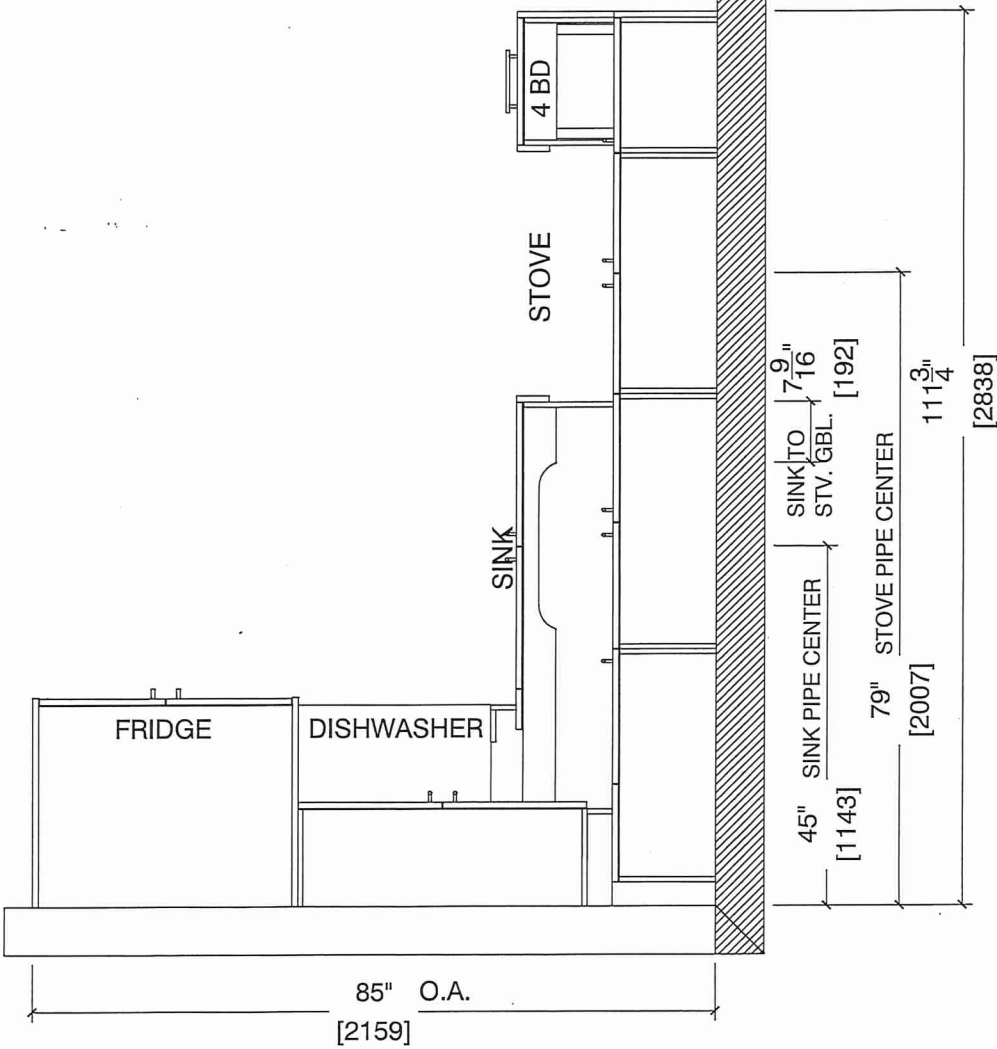 4 BD
STOVE
SINK
FRIDGE
DISHWASHER
7 9/16"
[192]
SINK TO
STV. GBL.
111 3/4"
[2838]
79" STOVE PIPE CENTER
[2007]
45" SINK PIPE CENTER
[1143]
85" O.A.
[2159]